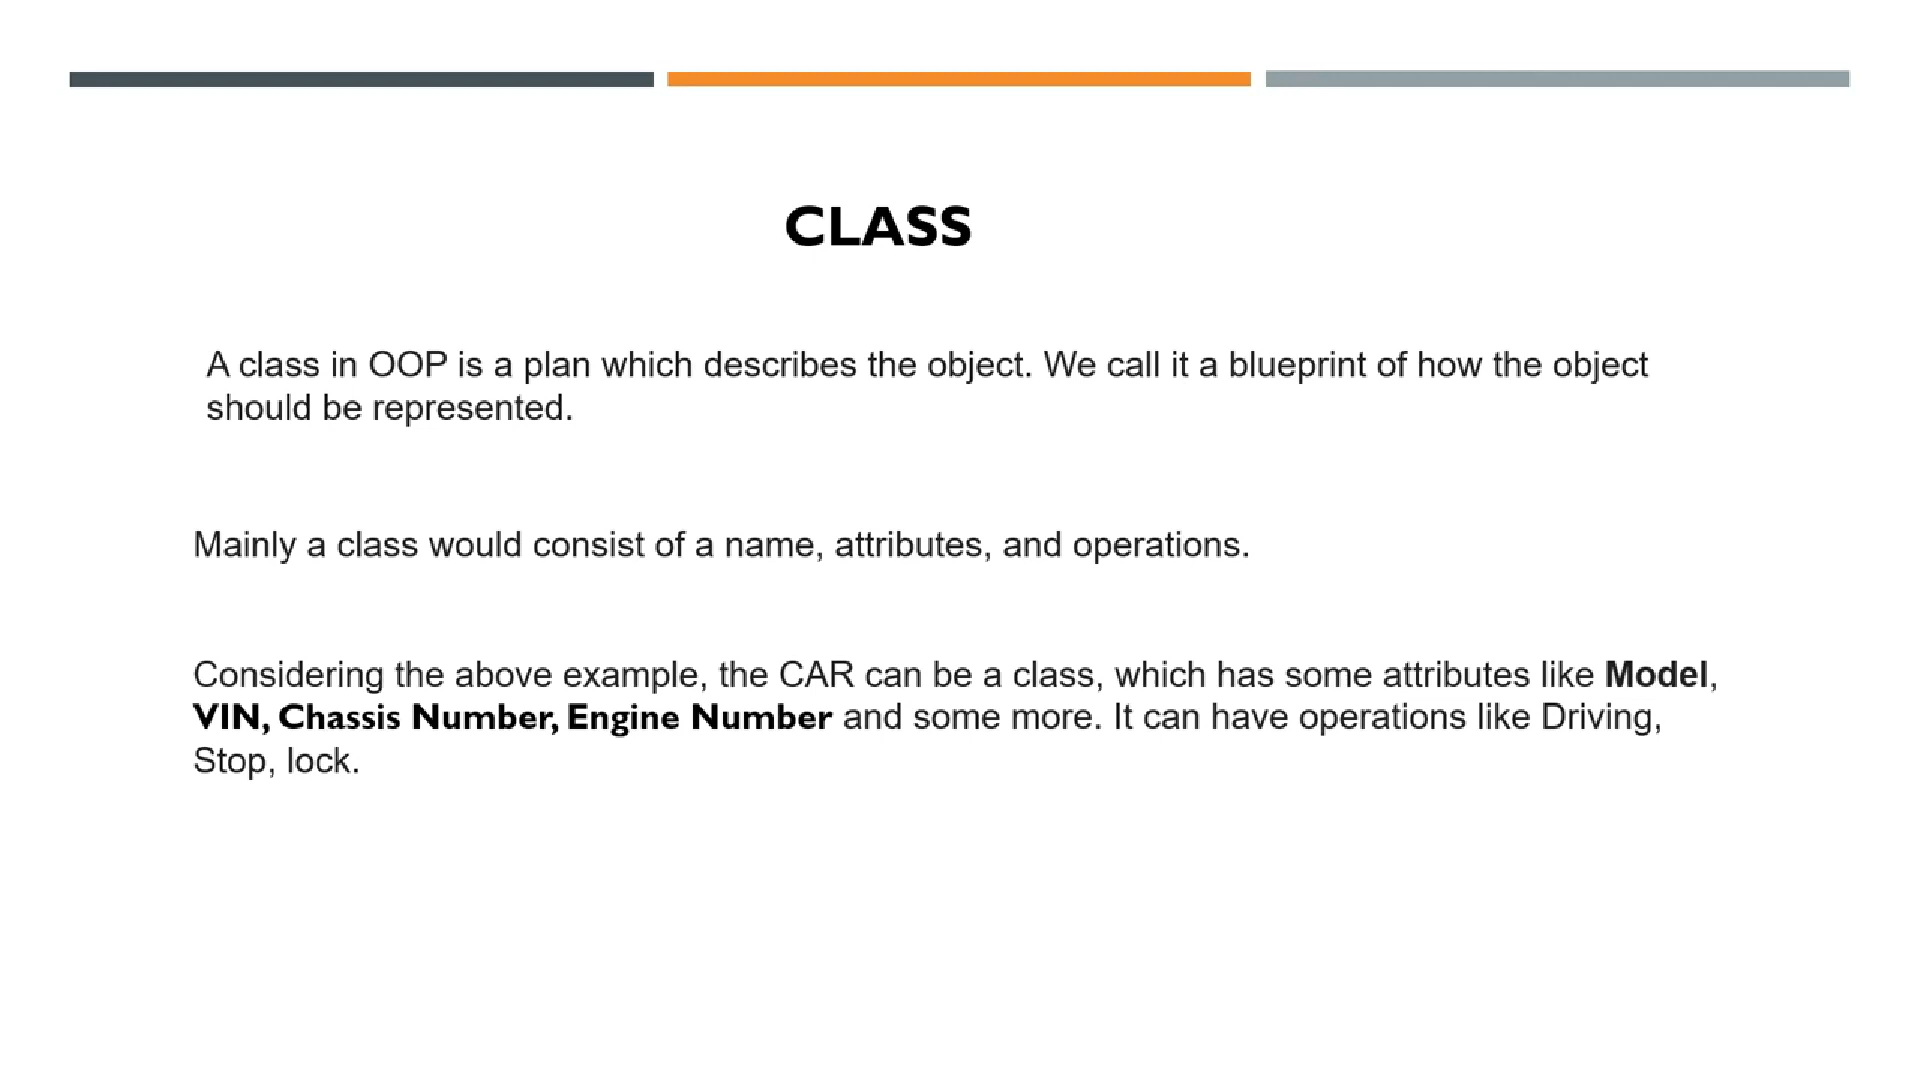 CLASS
A class in OOP is a plan which describes the object. We call it a blueprint of how the object
should be represented.
Mainly a class would consist of a name, attributes, and operations.
Considering the above example, the CAR can be a class, which has some attributes like Model,
VIN, Chassis Number, Engine Number and some more. It can have operations like Driving,
Stop, lock.